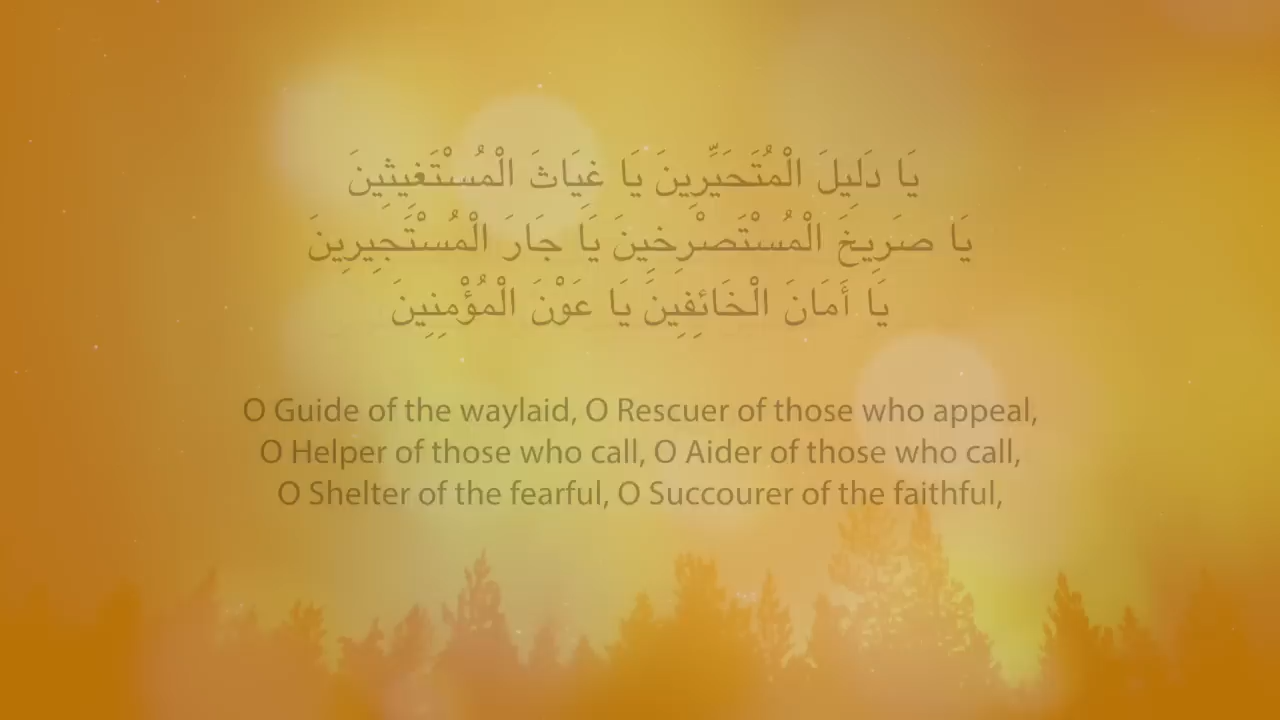 يَا دَلِيلَ الْمُتَحَيِّرِينَ يَا غِيَاثَ الْمُسْتَغِيثِينَ
يَا صَرِيخَ الْمُسْتَصْرِخِينَ يَا جَارَ الْمُسْتَجِيرِينَ
يَا أَمَانَ الْخَائِفِينَ يَا عَوْنَ الْمُؤْمِنِينَ
O Guide of the waylaid, O Rescuer of those who appeal,
O Helper of those who call, O Aider of those who call,
O Shelter of the fearful, O Succourer of the faithful,